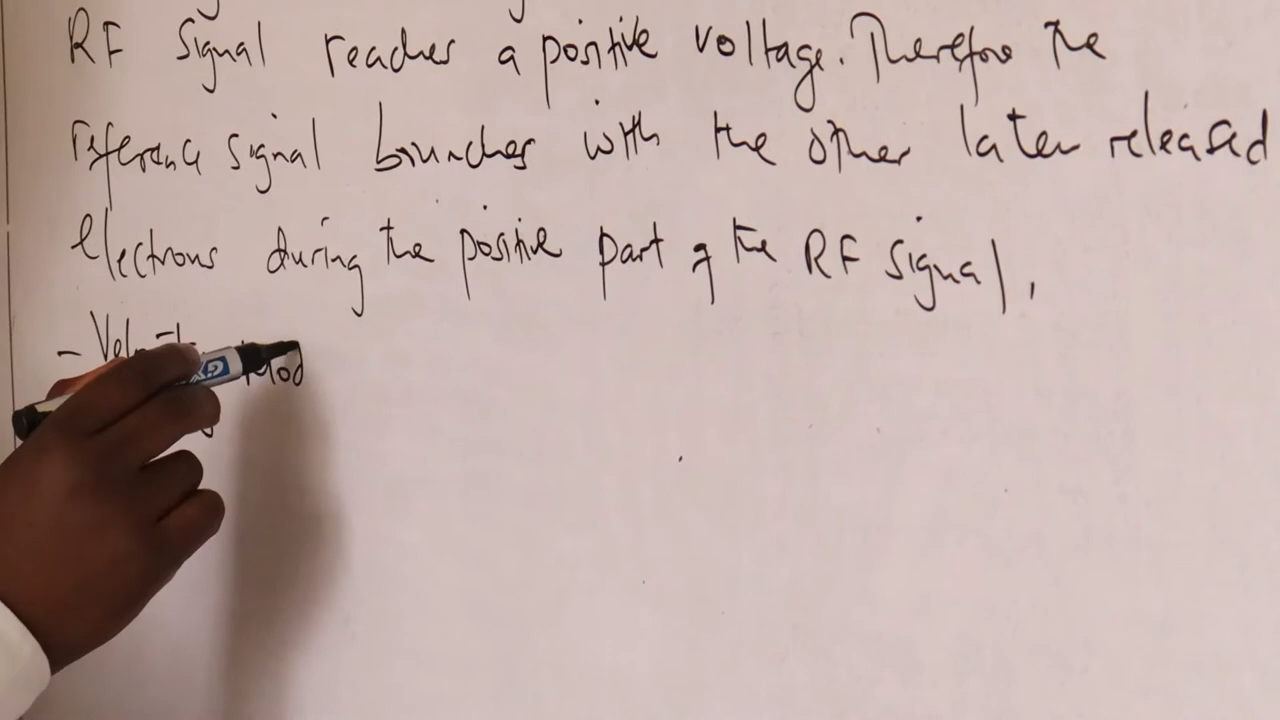 RF Signal reaches a positive voltage. Therefore the
reference signal bunches with the other later released
electrons during the positive part of the RF Signal,
- Mod